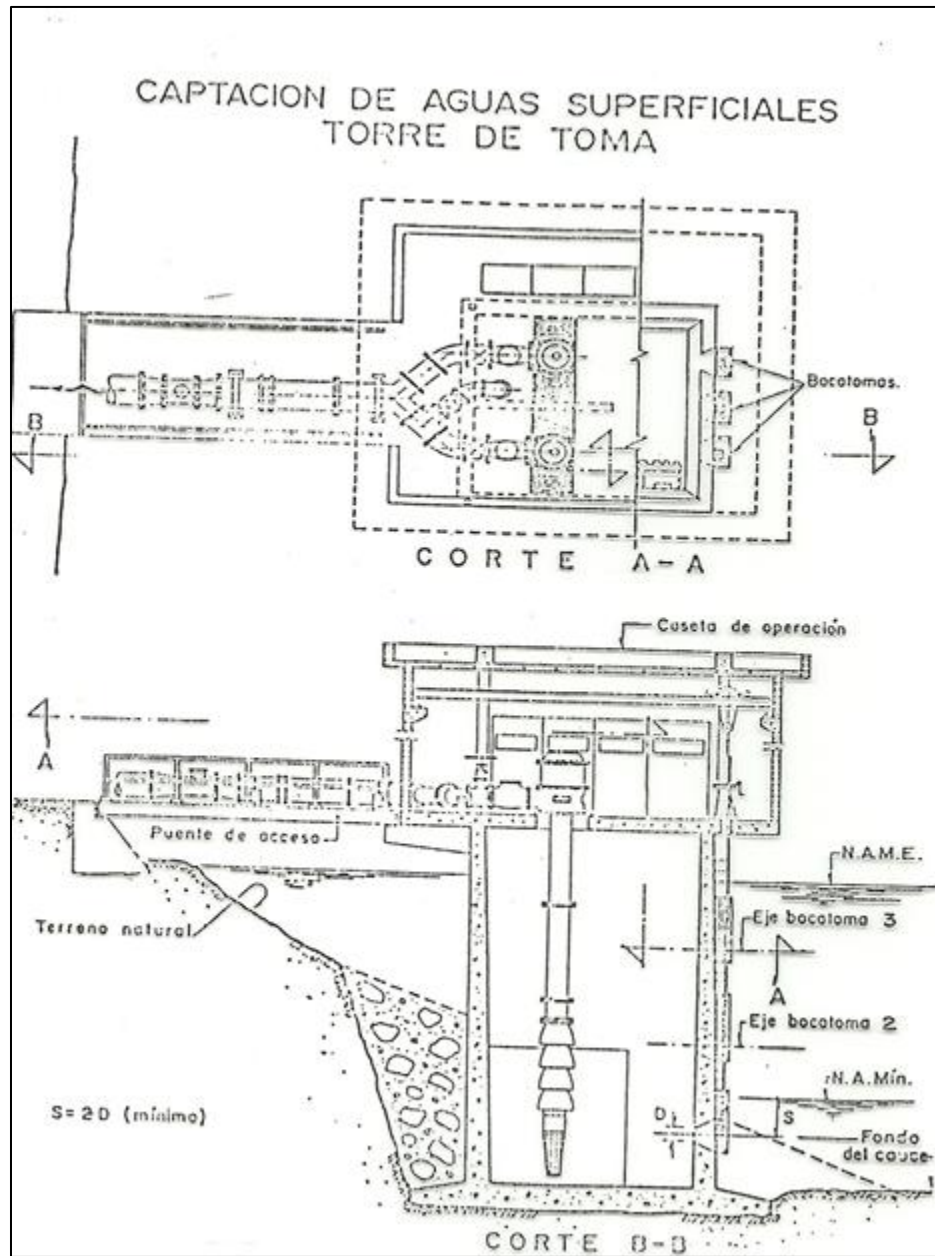 CAPTACION DE AGUAS SUPERFICIALES
TORRE DE TOMA
Bocatomas.
B
B
CORTE A-A
Caseta de operación
A
Puente de acceso
N.A.M.E.
Terreno natural
Eje bocatoma 3
A
Eje bocatoma 2
N.A.Mín.
S=2D (mínimo)
D
S
Fondo
del cauce
CORTE B-B